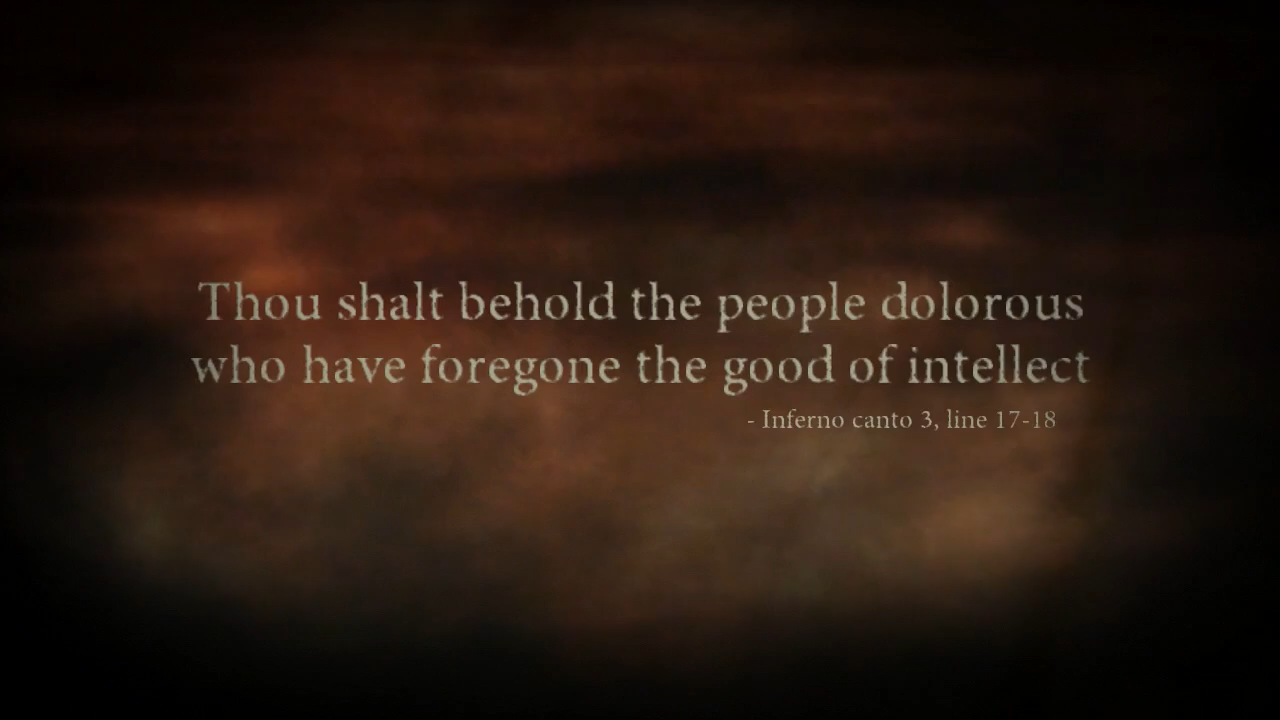 Thou shalt behold the people dolorous
who have foregone the good of intellect
- Inferno canto 3, line 17-18